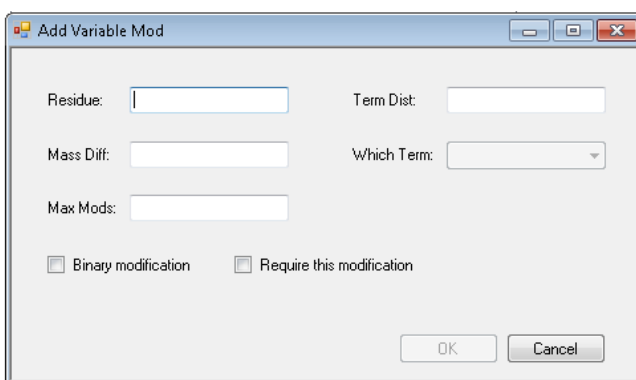 Add Variable Mod
Residue: Term Dist:
Mass Diff: Which Term:
Max Mods:
Binary modification Require this modification
OK Cancel